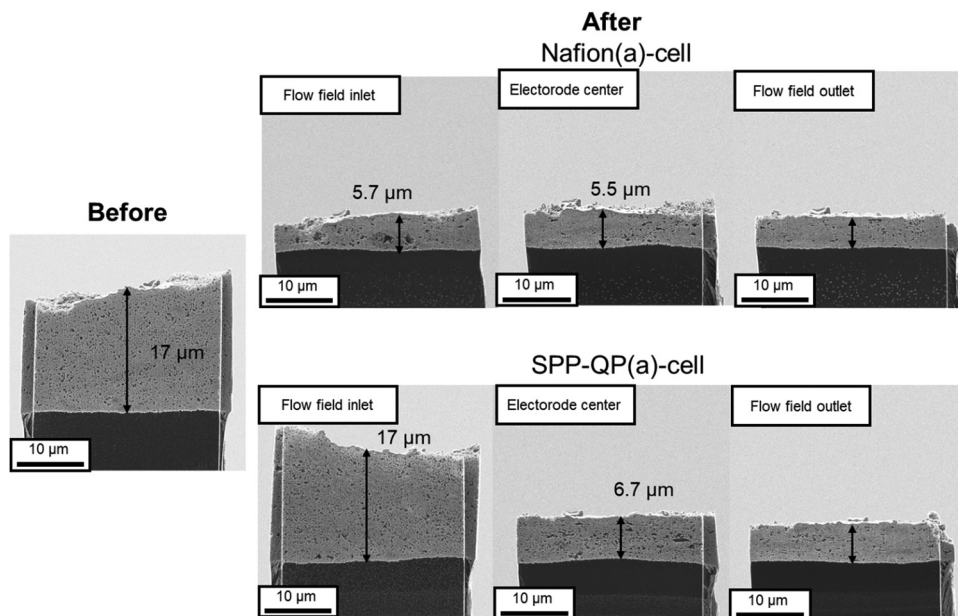 After
Nafion(a)-cell
Flow field inlet
Electorode center
Flow field outlet
5.7 µm
5.5 µm
10 µm
10 µm
10 µm
Before
17 µm
10 µm
SPP-QP(a)-cell
Flow field inlet
Electorode center
Flow field outlet
17 µm
6.7 µm
10 µm
10 µm
10 µm